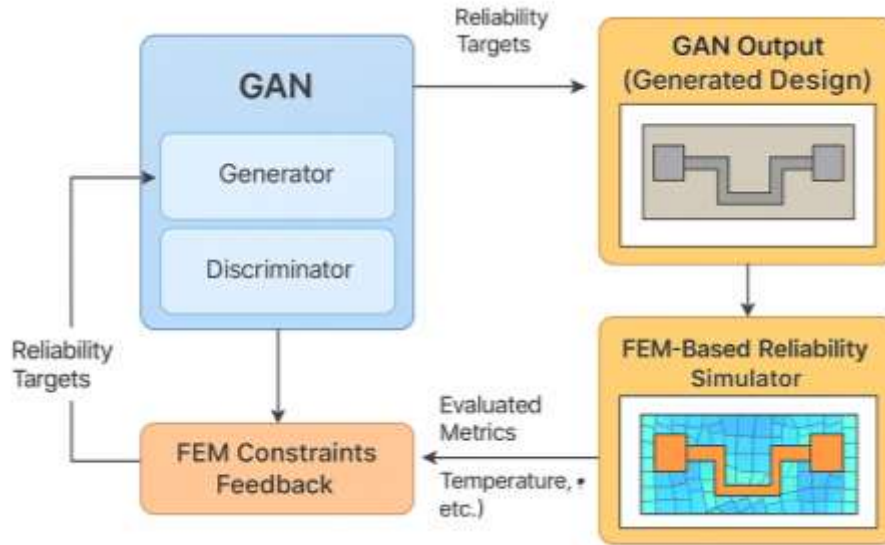 Reliability
Targets
GAN
Generator
Discriminator
GAN Output
(Generated Design)
Reliability
Targets
FEM-Based Reliability
Simulator
Evaluated
Metrics
Temperature, •
etc.)
FEM Constraints
Feedback